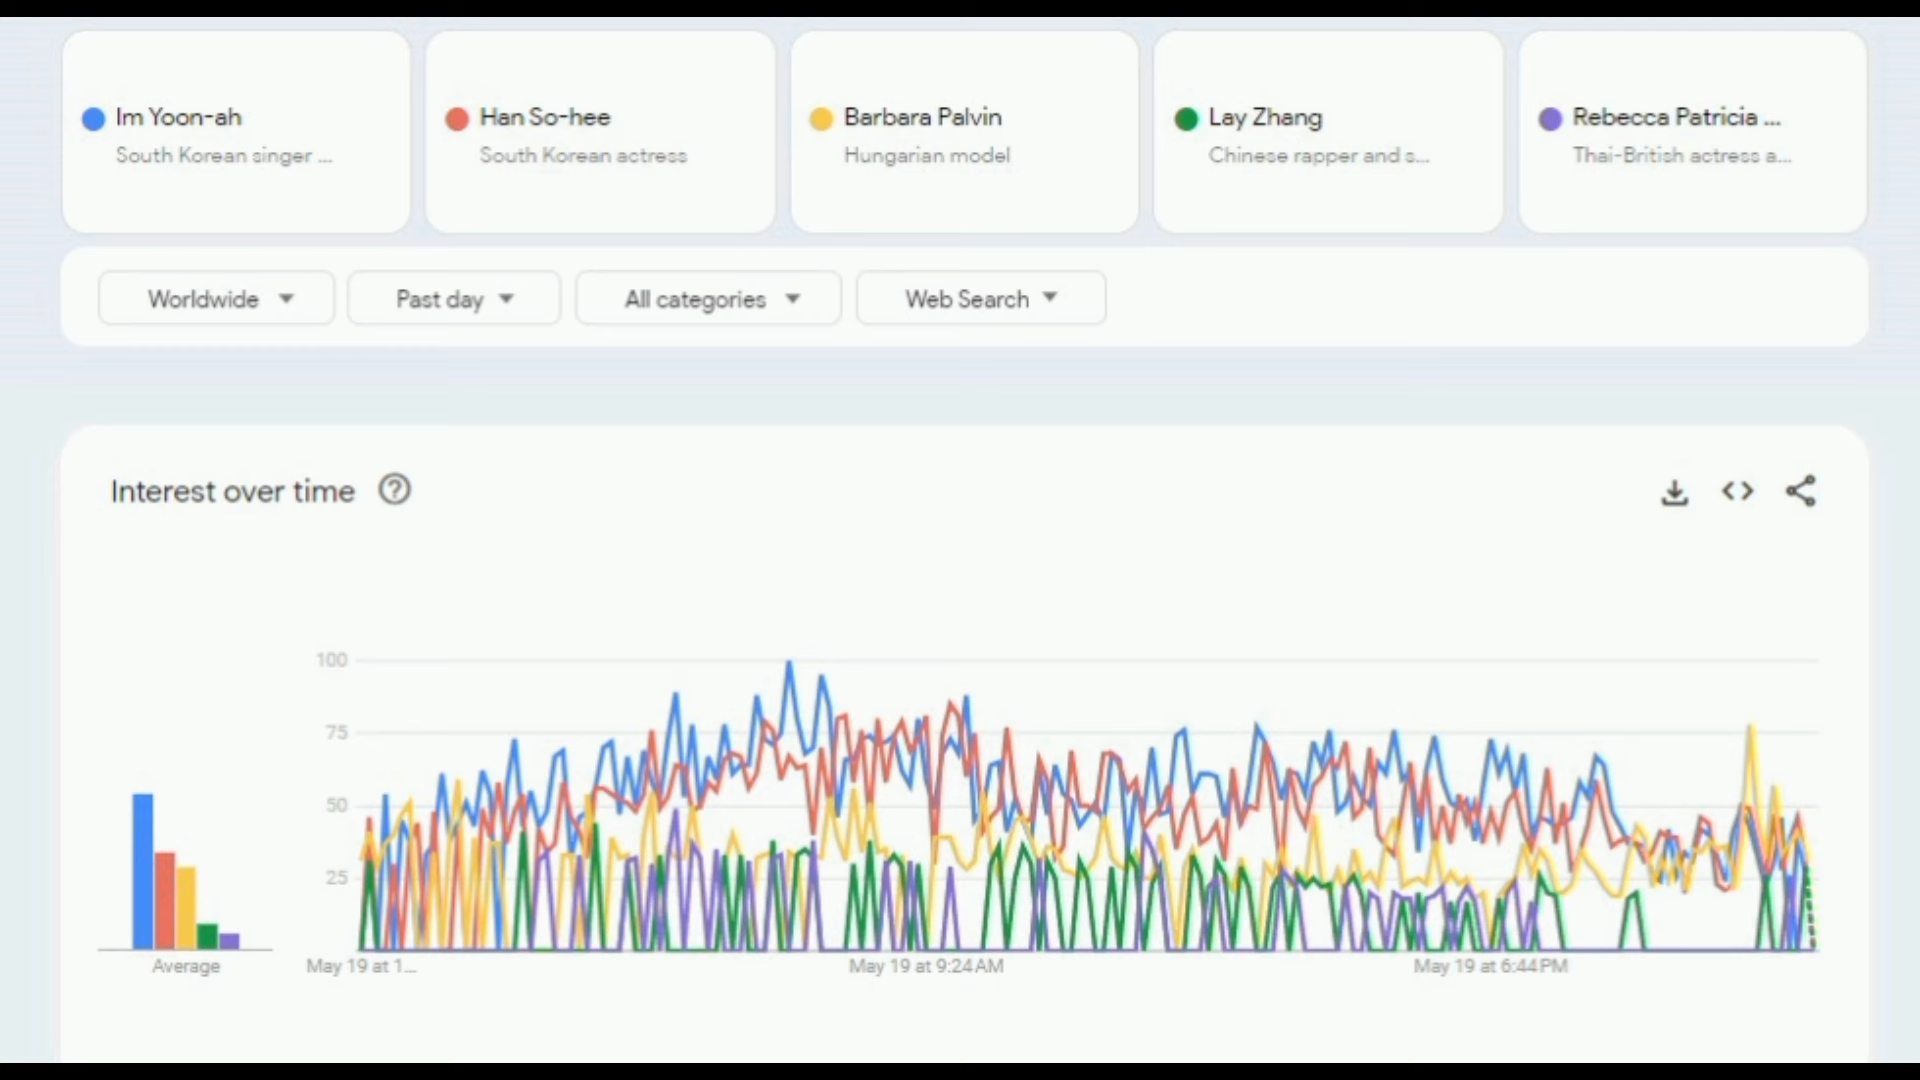 Im Yoon-ah
South Korean singer ...
Han So-hee
South Korean actress
Barbara Palvin
Hungarian model
Lay Zhang
Chinese rapper and s...
Rebecca Patricia ...
Thai-British actress a...
Worldwide
Past day
All categories
Web Search
Interest over time
100
75
50
25
Average
May 19 at 1...
May 19 at 9:24 AM
May 19 at 6:44 PM